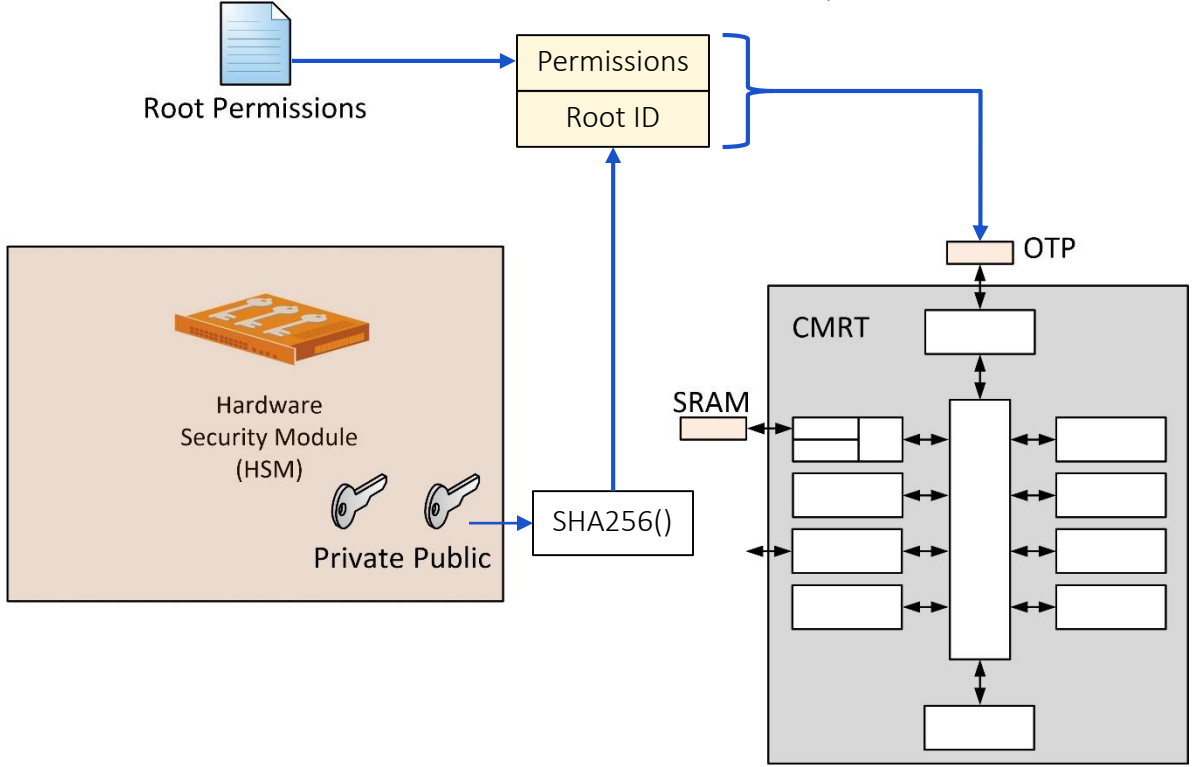 Permissions
Root Permissions
Root ID
OTP
CMRT
Hardware
Security Module
(HSM)
SRAM
SHA256()
Private Public